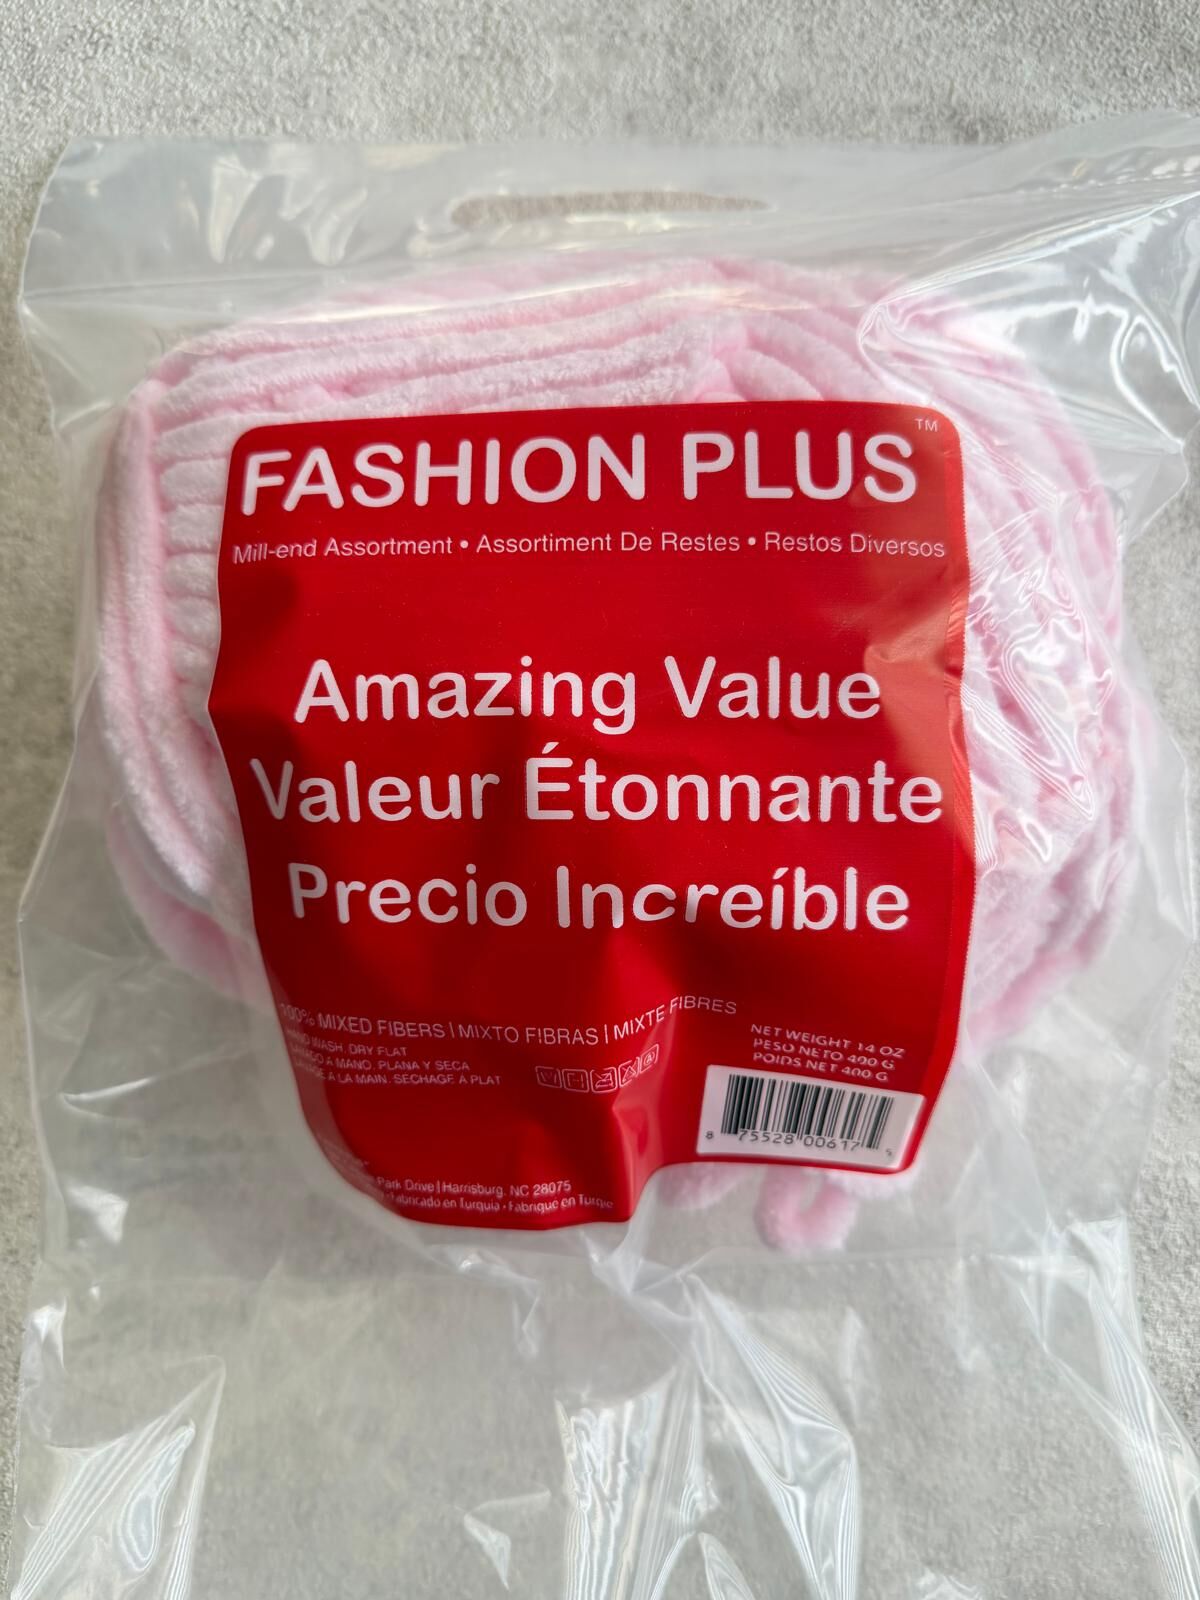 FASHION PLUS™
Mill-end Assortment • Assortiment De Restes • Restos Diversos
Amazing Value
Valeur Étonnante
Precio Increíble
100% MIXED FIBERS | MIXTO FIBRAS | MIXTE FIBRES
HAND WASH, DRY FLAT
LAVADO A MANO, PLANA Y SECA
LAVAGE A LA MAIN, SECHAGE A PLAT
NET WEIGHT 14 OZ
PESO NETO 400 G
POIDS NET 400 G
8 75528 00617 5
Park Drive | Harrisburg, NC 28075
• Fabricado en Turquia • Fabriqué en Turquie